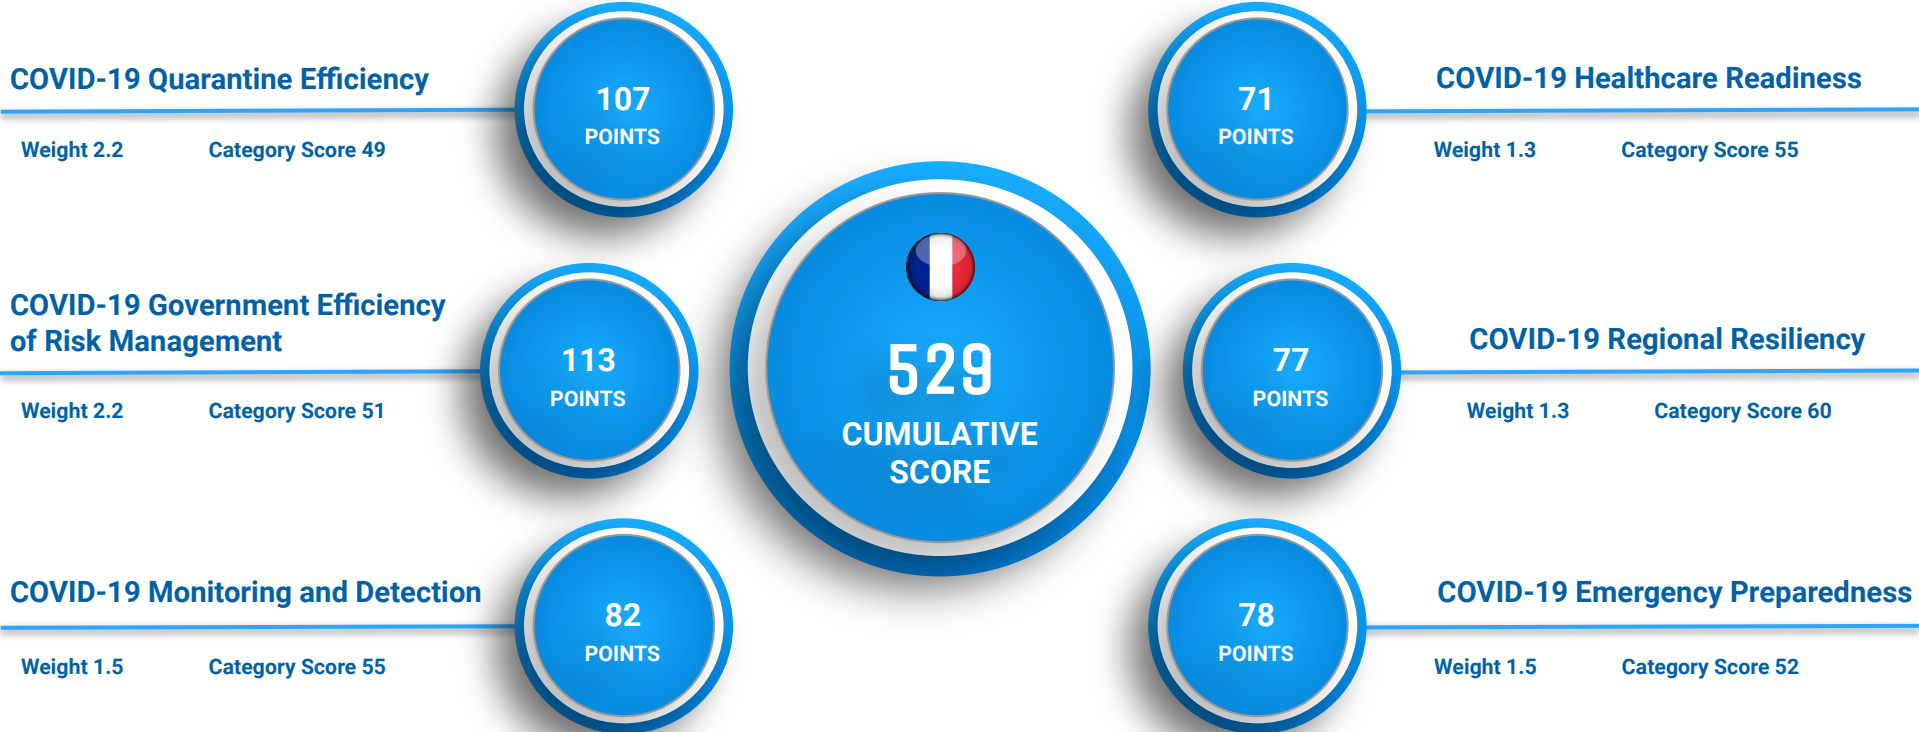 COVID-19 Quarantine Efficiency
Weight 2.2 Category Score 49
107
POINTS
COVID-19 Government Efficiency
of Risk Management
Weight 2.2 Category Score 51
113
POINTS
COVID-19 Monitoring and Detection
Weight 1.5 Category Score 55
82
POINTS
529
CUMULATIVE
SCORE
71
POINTS
COVID-19 Healthcare Readiness
Weight 1.3 Category Score 55
77
POINTS
COVID-19 Regional Resiliency
Weight 1.3 Category Score 60
78
POINTS
COVID-19 Emergency Preparedness
Weight 1.5 Category Score 52